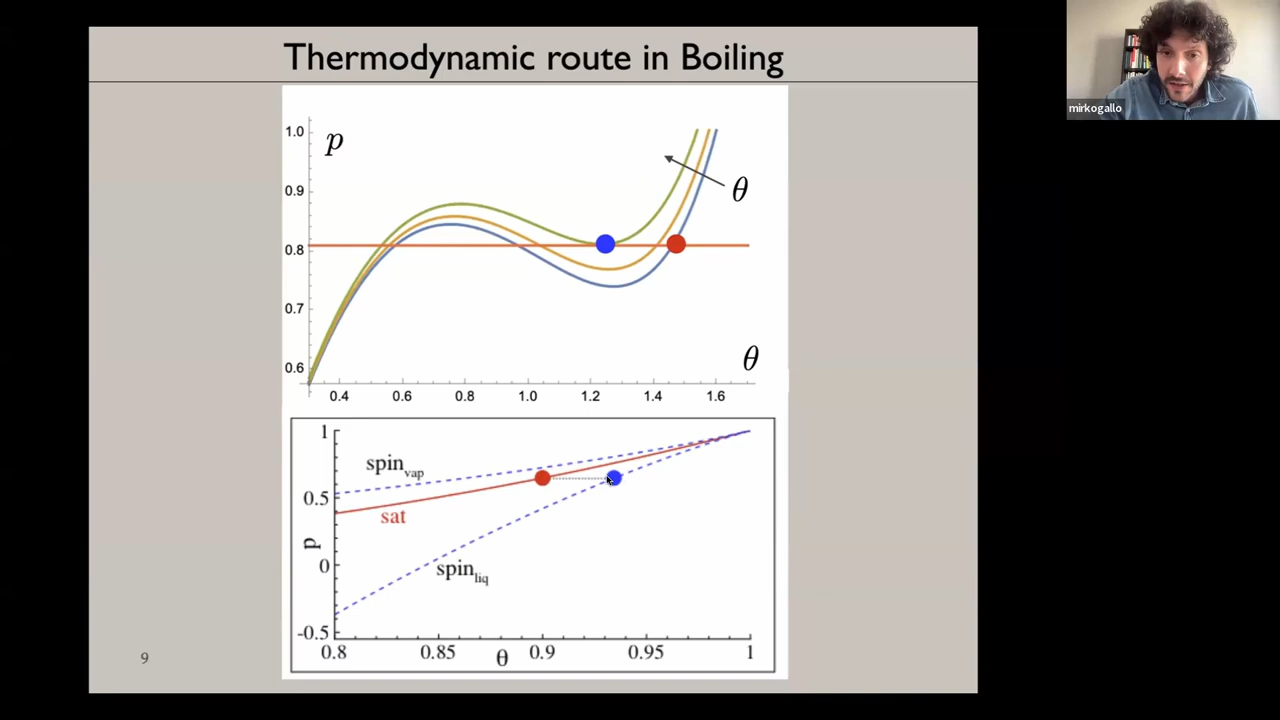 Thermodynamic route in Boiling
mirkogallo
1.0
p
0.9
θ
0.8
0.7
0.6
θ
0.4 0.6 0.8 1.0 1.2 1.4 1.6
1
spin_vap
0.5
sat
p
0
spin_liq
-0.5
0.8 0.85 θ 0.9 0.95 1
9